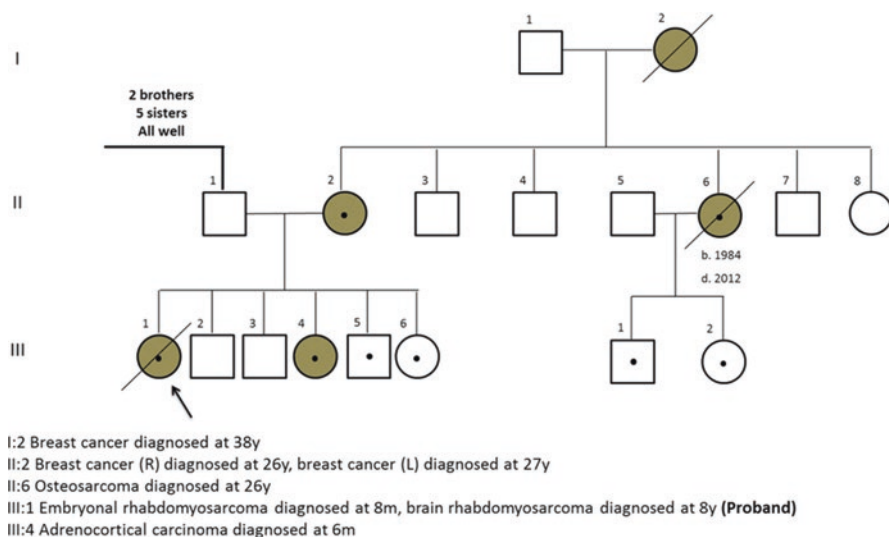 1
2
I
2 brothers
5 sisters
All well
1
2
3
4
5
6
7
8
II
b. 1984
d. 2012
1
2
3
4
5
6
1
2
III
I:2 Breast cancer diagnosed at 38y
II:2 Breast cancer (R) diagnosed at 26y, breast cancer (L) diagnosed at 27y
II:6 Osteosarcoma diagnosed at 26y
III:1 Embryonal rhabdomyosarcoma diagnosed at 8m, brain rhabdomyosarcoma diagnosed at 8y (Proband)
III:4 Adrenocortical carcinoma diagnosed at 6m